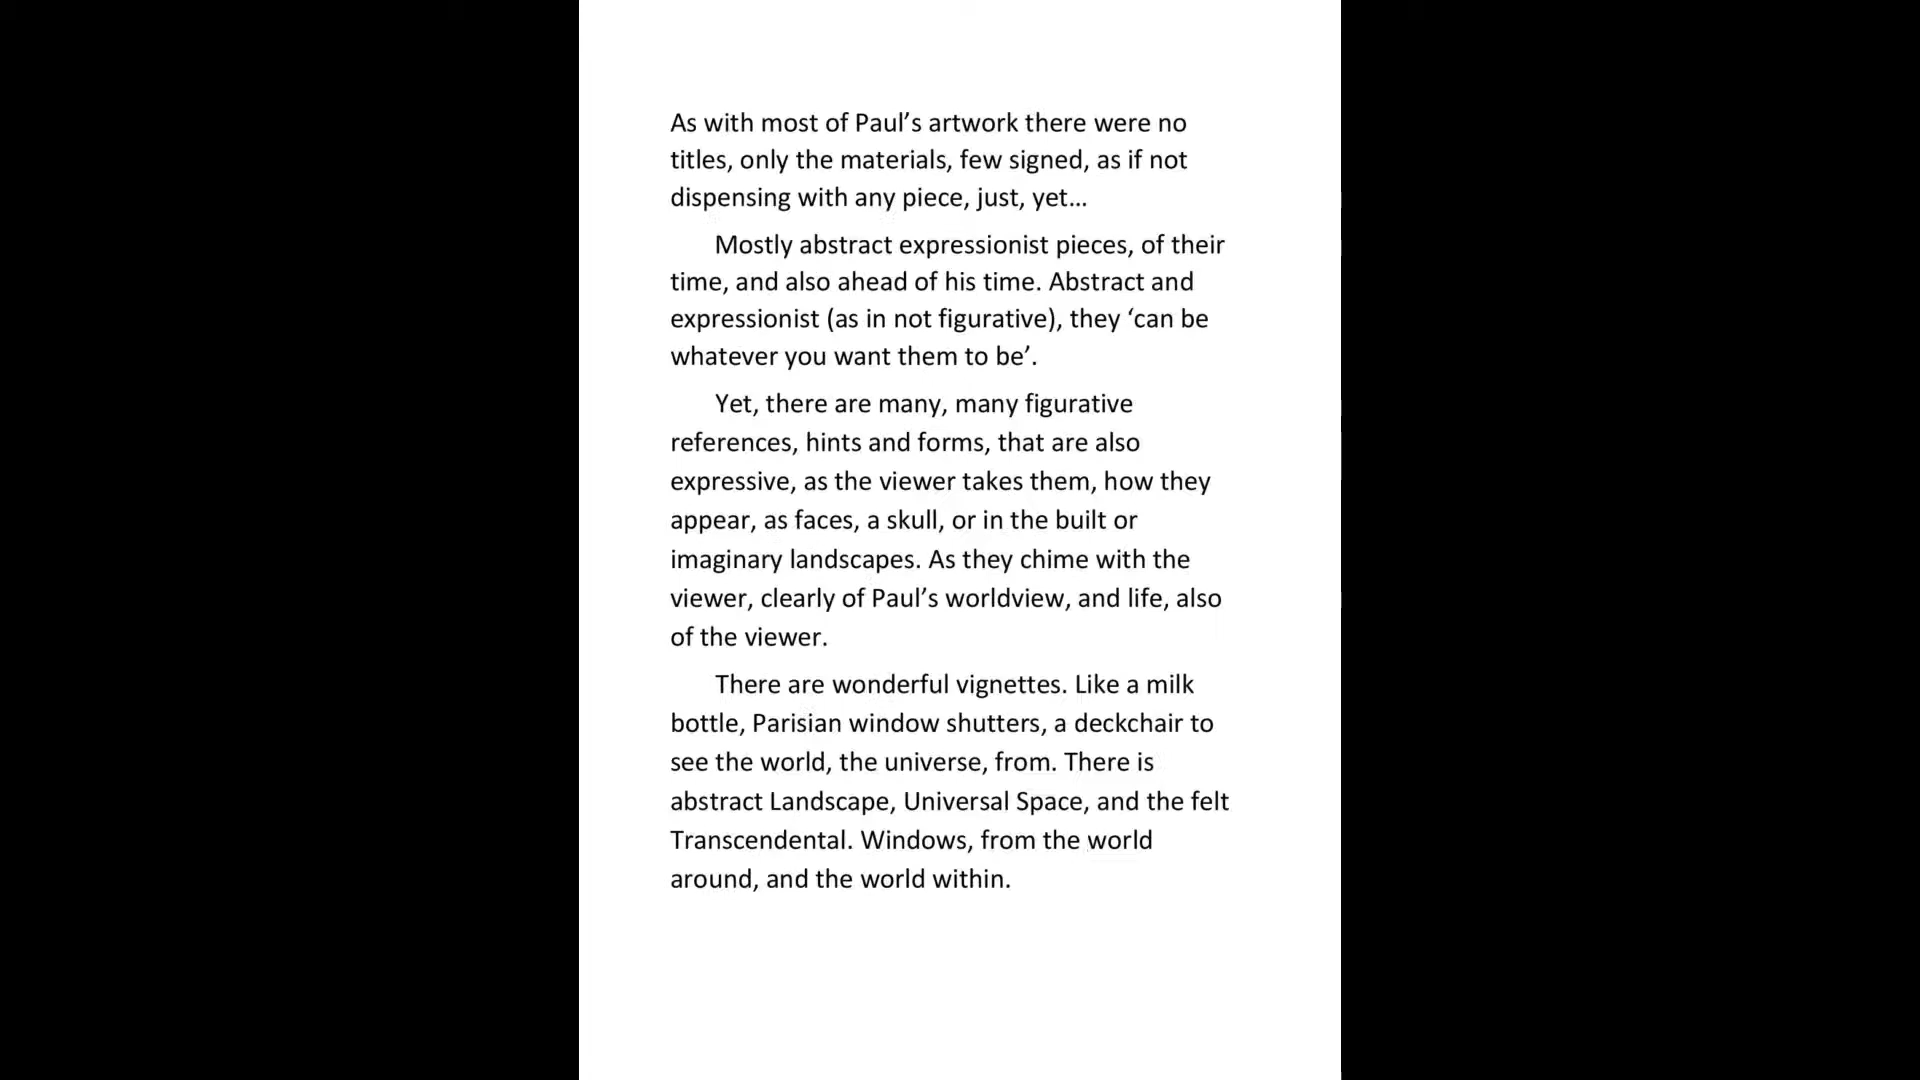 As with most of Paul’s artwork there were no
titles, only the materials, few signed, as if not
dispensing with any piece, just, yet…
Mostly abstract expressionist pieces, of their
time, and also ahead of his time. Abstract and
expressionist (as in not figurative), they ‘can be
whatever you want them to be’.
Yet, there are many, many figurative
references, hints and forms, that are also
expressive, as the viewer takes them, how they
appear, as faces, a skull, or in the built or
imaginary landscapes. As they chime with the
viewer, clearly of Paul’s worldview, and life, also
of the viewer.
There are wonderful vignettes. Like a milk
bottle, Parisian window shutters, a deckchair to
see the world, the universe, from. There is
abstract Landscape, Universal Space, and the felt
Transcendental. Windows, from the world
around, and the world within.